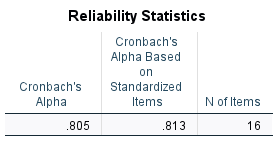 Reliability Statistics
Cronbach's
Alpha Based
on
Cronbach's Standardized
Alpha Items N of Items
.805 .813 16